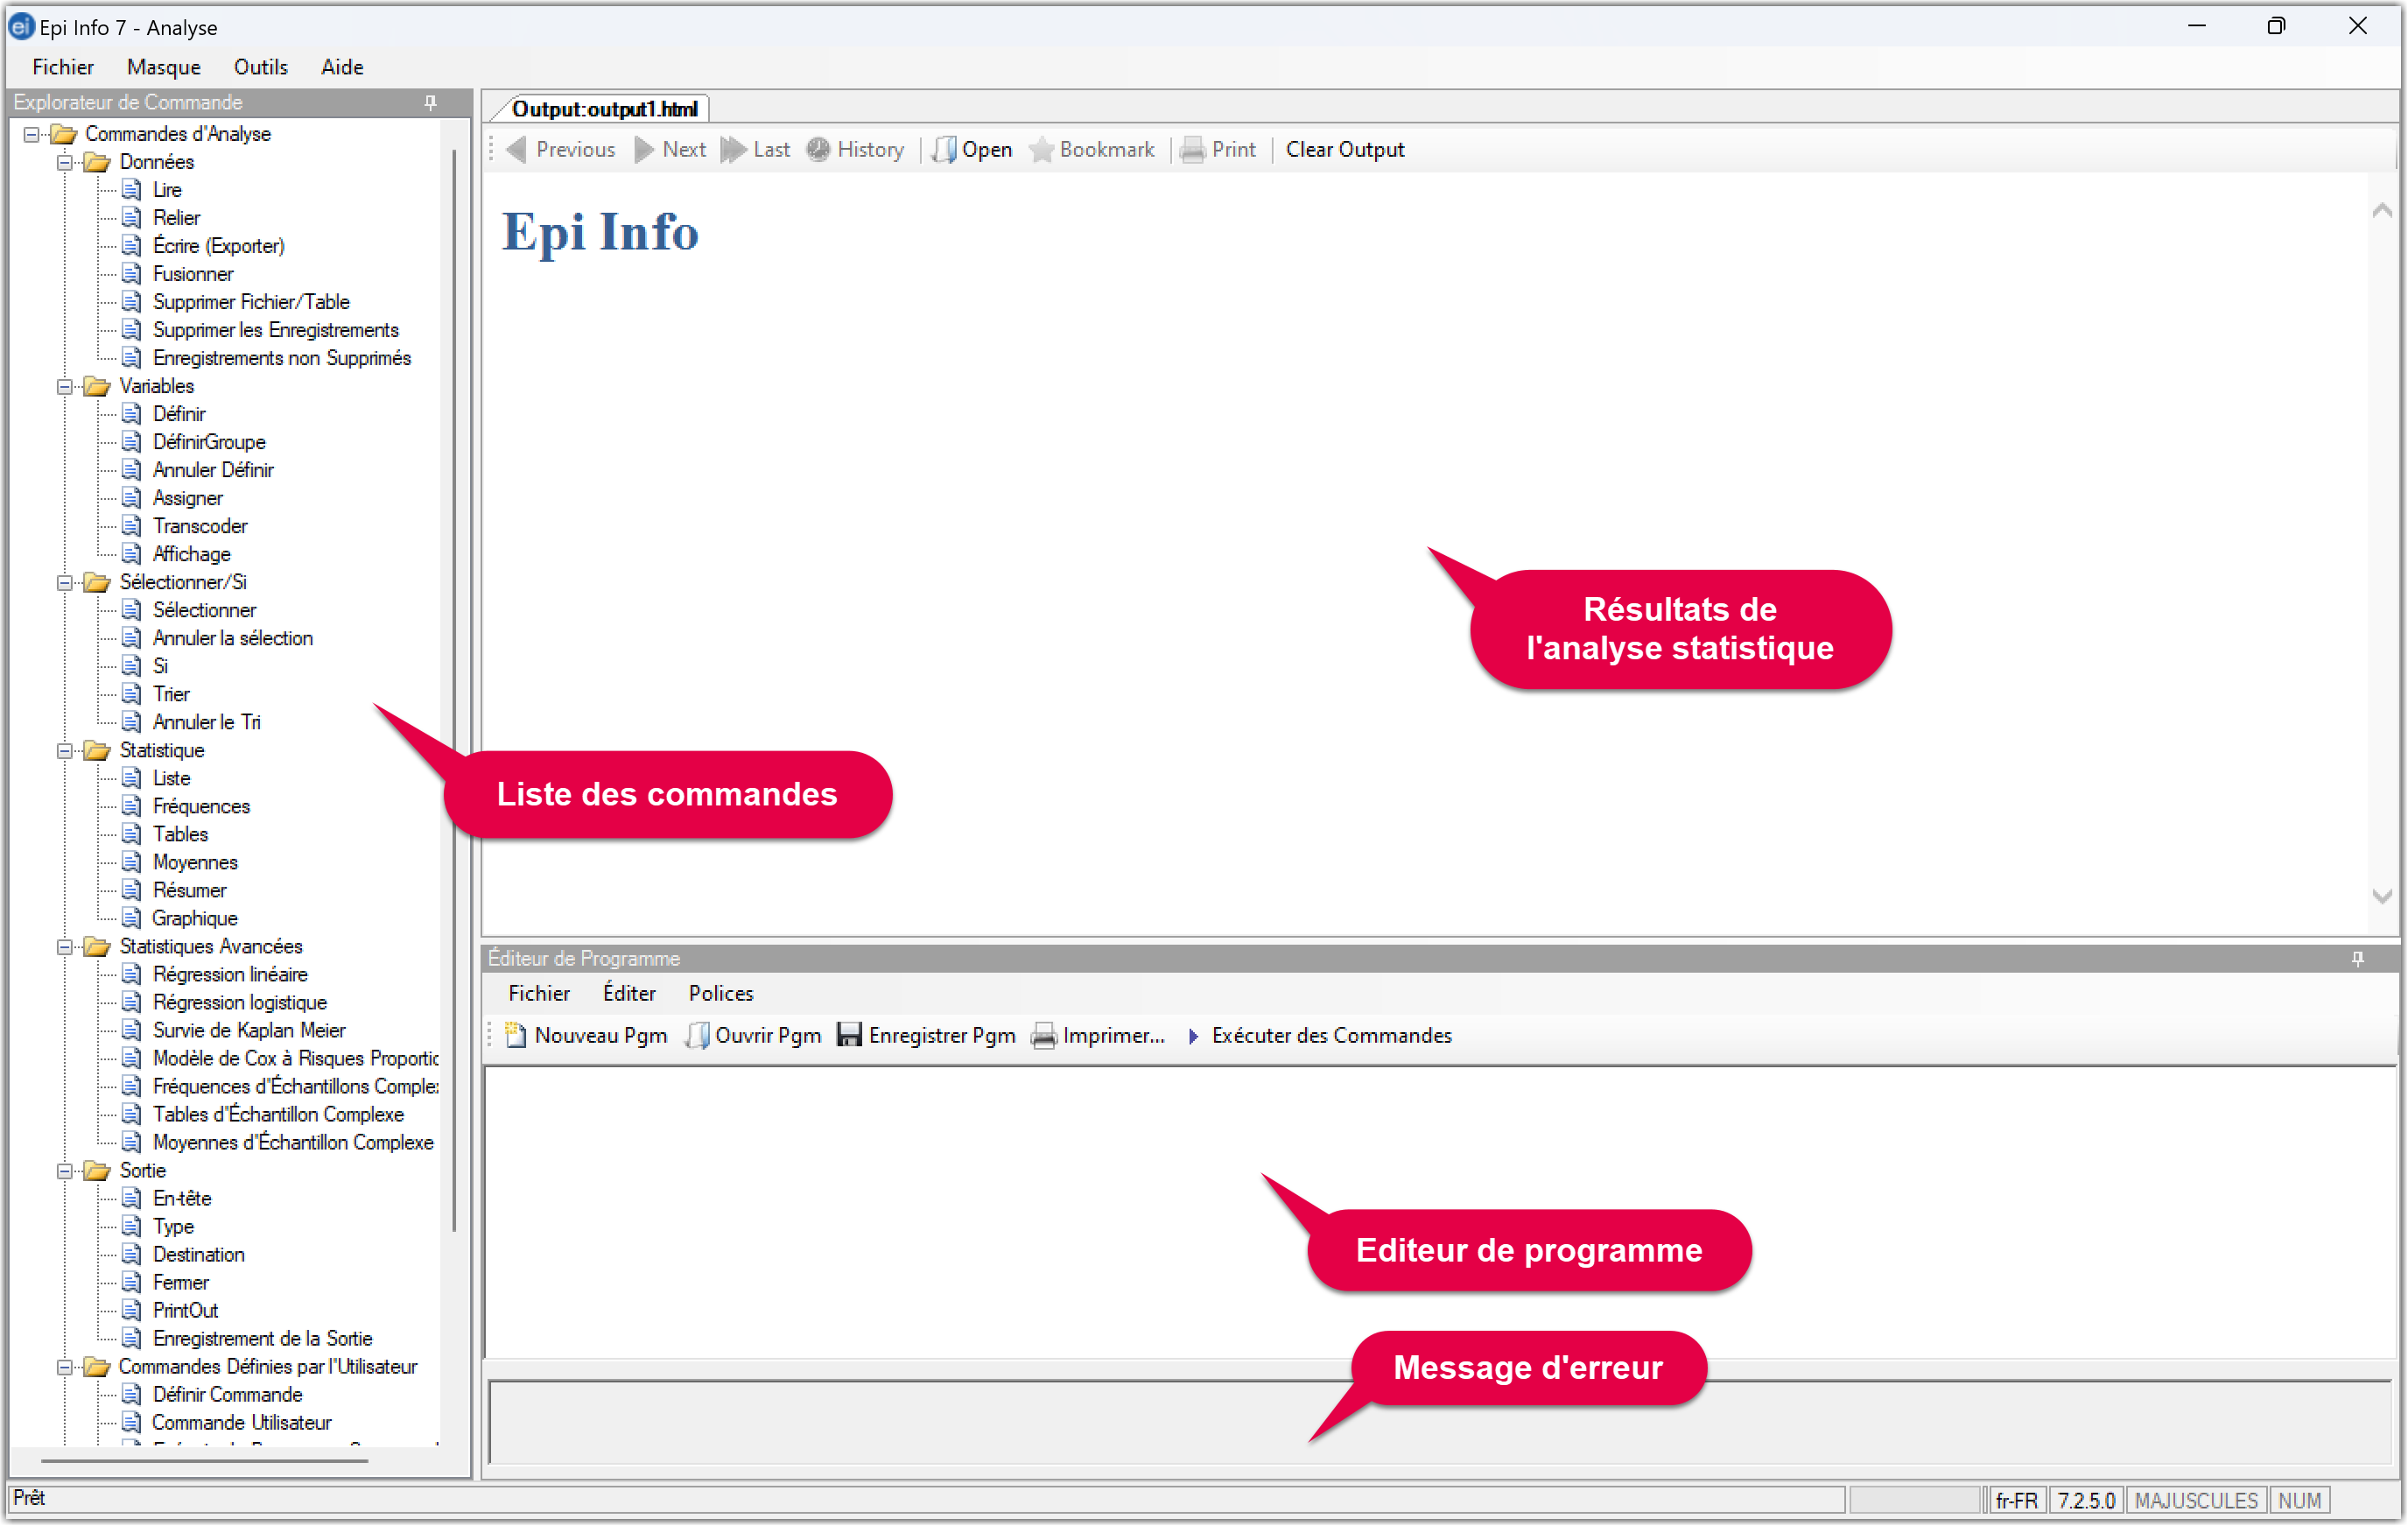 Epi Info 7 - Analyse
Fichier Masque Outils Aide
Explorateur de Commande
Commandes d'Analyse
Données
Lire
Relier
Écrire (Exporter)
Fusionner
Supprimer Fichier/Table
Supprimer les Enregistrements
Enregistrements non Supprimés
Variables
Définir
DéfinirGroupe
Annuler Définir
Assigner
Transcoder
Affichage
Sélectionner/Si
Sélectionner
Annuler la sélection
Si
Trier
Annuler le Tri
Statistique
Liste
Fréquences
Tables
Moyennes
Résumer
Graphique
Statistiques Avancées
Régression linéaire
Régression logistique
Survie de Kaplan Meier
Modèle de Cox à Risques Proportic
Fréquences d'Échantillons Comple
Tables d'Échantillon Complexe
Moyennes d'Échantillon Complexe
Sortie
En-tête
Type
Destination
Fermer
PrintOut
Enregistrement de la Sortie
Commandes Définies par l'Utilisateur
Définir Commande
Commande Utilisateur
Output:output1.html
Previous Next Last History Open Bookmark Print Clear Output
Epi Info
Résultats de
l'analyse statistique
Liste des commandes
Éditeur de Programme
Fichier Éditer Polices
Nouveau Pgm Ouvrir Pgm Enregistrer Pgm Imprimer... Exécuter des Commandes
Editeur de programme
Message d'erreur
Prêt
fr-FR 7.2.5.0 MAJUSCULES NUM